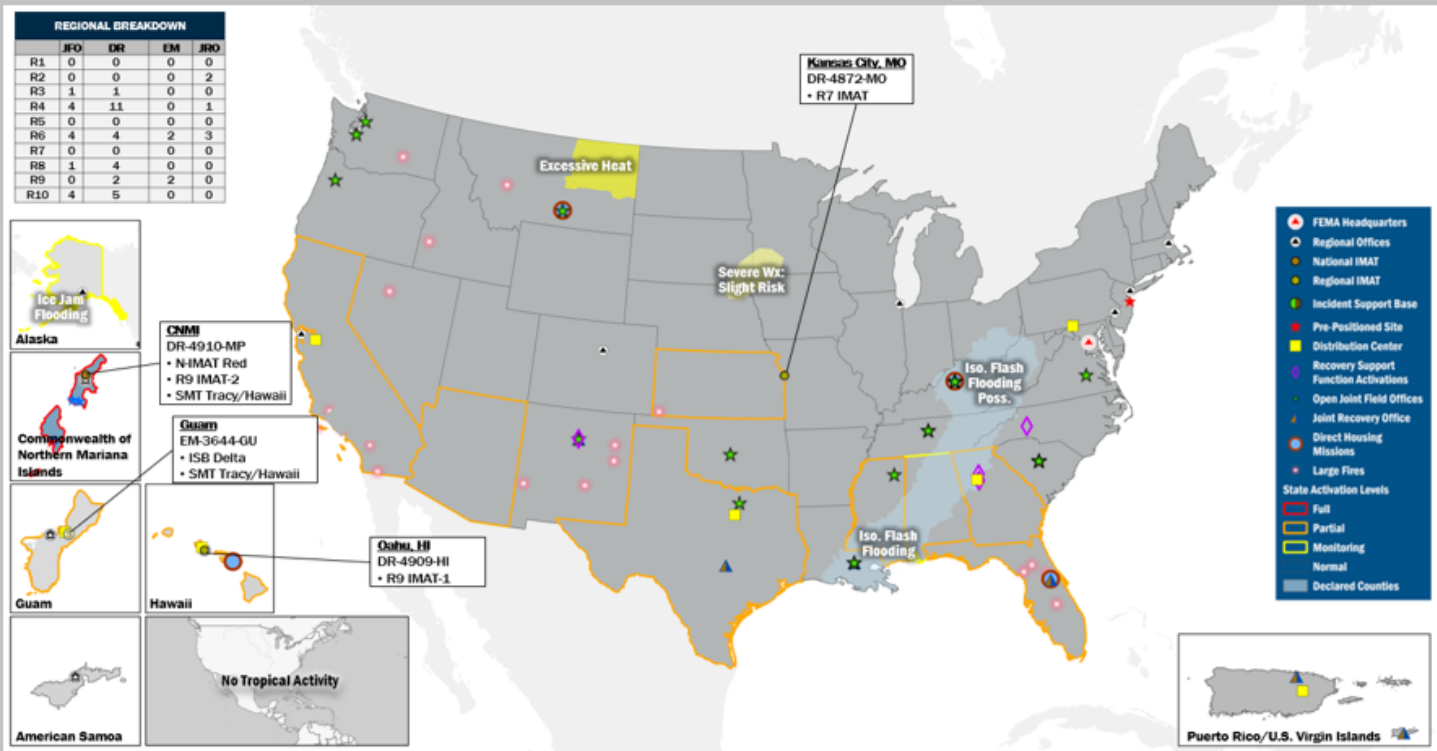 REGIONAL BREAKDOWN
JFO DR EM JRO
R1 0 0 0 0
R2 0 0 0 2
R3 1 1 0 0
R4 4 11 0 1
R5 0 0 0 0
R6 4 4 2 3
R7 0 0 0 0
R8 1 4 0 0
R9 0 2 2 0
R10 4 5 0 0
Kansas City, MO
DR-4872-MO
• R7 IMAT
Excessive Heat
Severe Wx:
Slight Risk
Iso. Flash
Flooding
Poss.
Iso. Flash
Flooding
Ice Jam
Flooding
Alaska
CNMI
DR-4910-MP
• N-IMAT Red
• R9 IMAT-2
• SMT Tracy/Hawaii
Commonwealth of
Northern Mariana
Islands
Guam
EM-3644-GU
• ISB Delta
• SMT Tracy/Hawaii
Guam
Hawaii
Oahu, HI
DR-4909-HI
• R9 IMAT-1
American Samoa
No Tropical Activity
FEMA Headquarters
Regional Offices
National IMAT
Regional IMAT
Incident Support Base
Pre-Positioned Site
Distribution Center
Recovery Support
Function Activations
Open Joint Field Offices
Joint Recovery Office
Direct Housing
Missions
Large Fires
State Activation Levels
Full
Partial
Monitoring
Normal
Declared Counties
Puerto Rico/U.S. Virgin Islands